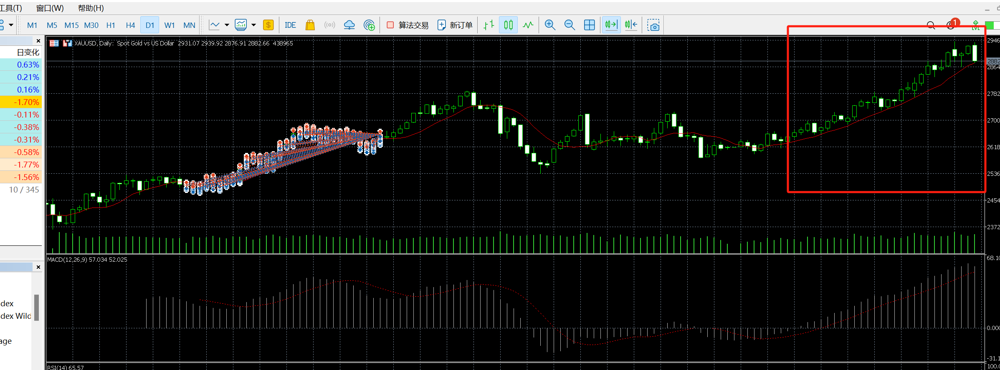 工具(T) 窗口(W) 帮助(H)
M1 M5 M15 M30 H1 H4 D1 W1 MN $ IDE 算法交易 新订单 1
日变化
0.63%
0.21%
0.16%
-1.70%
-0.11%
-0.38%
-0.31%
-0.58%
-1.77%
-1.56%
10 / 345
dex
dex Wild
age
XAUUSD, Daily: Spot Gold vs US Dollar 2931.07 2939.92 2876.91 2882.66 438965
2946
2882
2864
2782
2700
2618
2536
2454
2372
MACD(12,26,9) 57.034 52.025
68.10
0.000
-31.1
RSI(14) 65.57
100.0